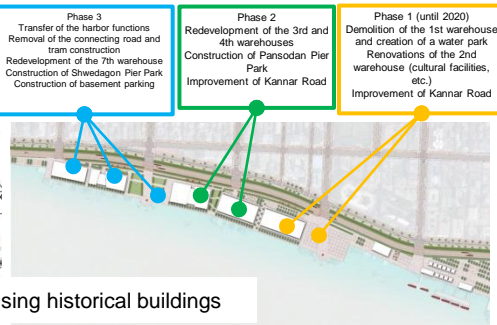 Phase 3
Transfer of the harbor functions
Removal of the connecting road and
tram construction
Redevelopment of the 7th warehouse
Construction of Shwedagon Pier Park
Construction of basement parking
Phase 2
Redevelopment of the 3rd and
4th warehouses
Construction of Pansodan Pier
Park
Improvement of Kannar Road
Phase 1 (until 2020)
Demolition of the 1st warehouse
and creation of a water park
Renovations of the 2nd
warehouse (cultural facilities,
etc.)
Improvement of Kannar Road
sing historical buildings